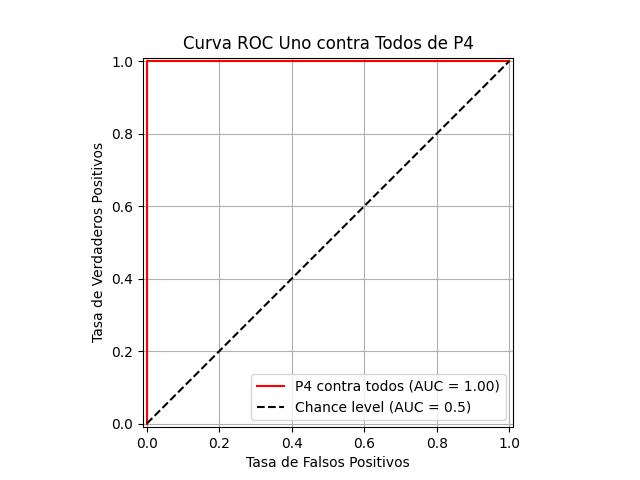 Curva ROC Uno contra Todos de P4
Tasa de Verdaderos Positivos
1.0
0.8
0.6
0.4
0.2
0.0
P4 contra todos (AUC = 1.00)
Chance level (AUC = 0.5)
0.0 0.2 0.4 0.6 0.8 1.0
Tasa de Falsos Positivos